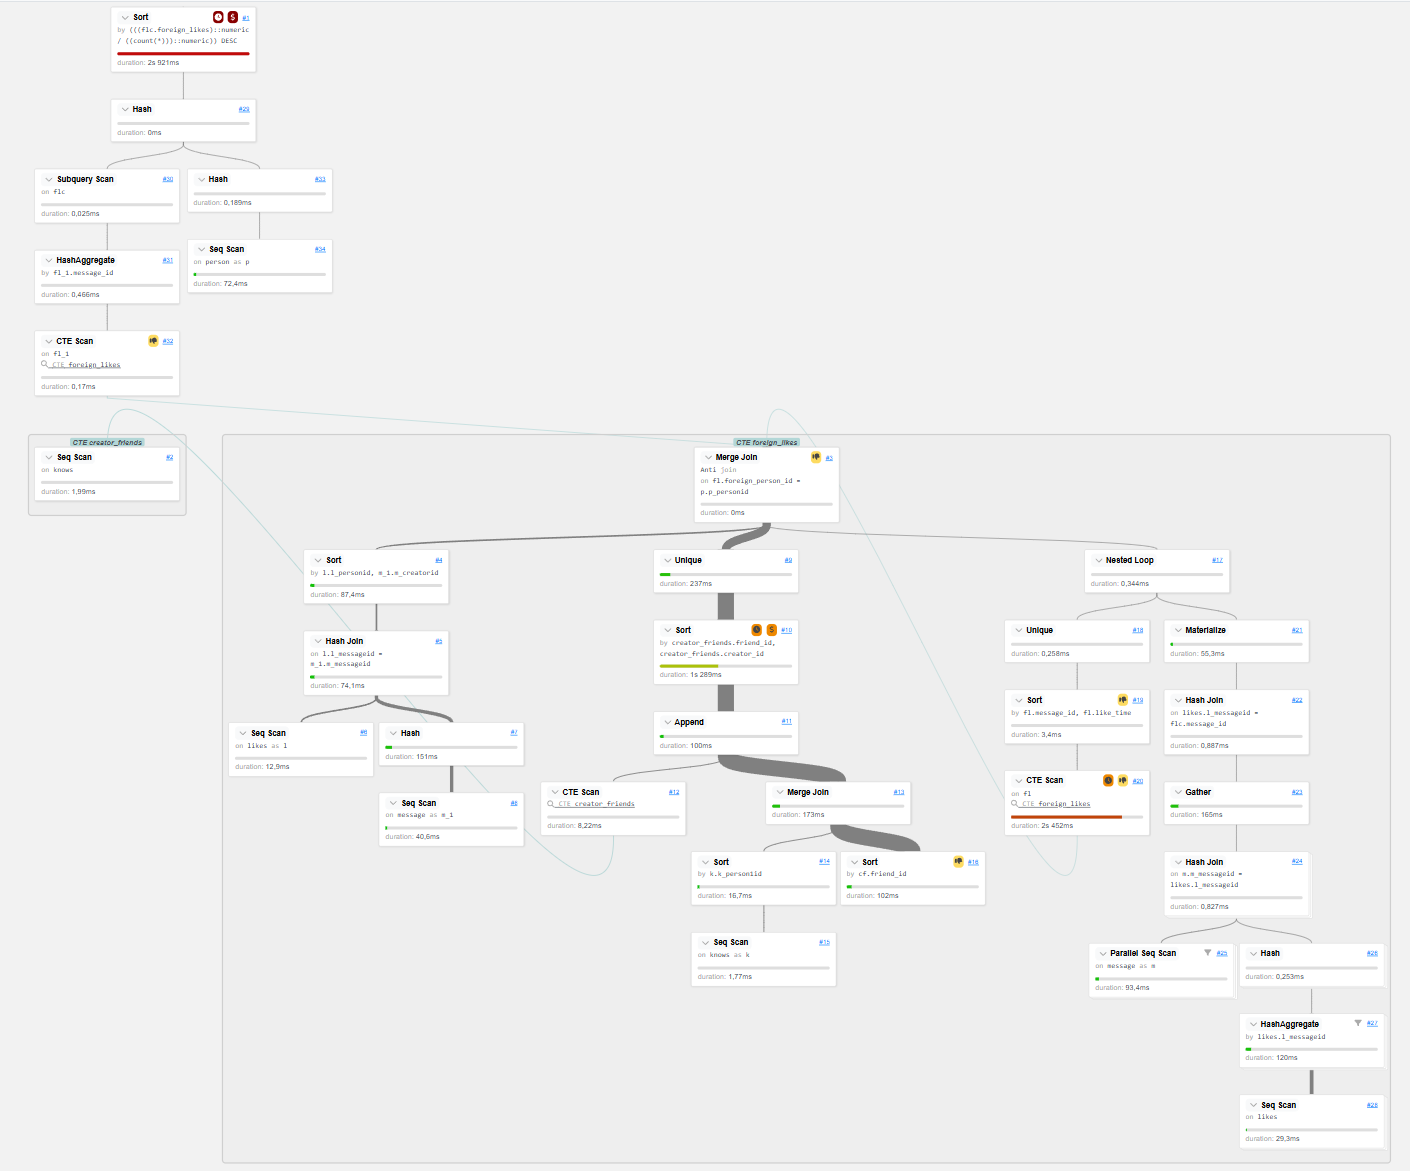 Sort $ #1
by (((flc.foreign_likes)::numeric
/ ((count(*)))::numeric)) DESC
duration: 2s 921ms
Hash #29
duration: 0ms
Subquery Scan #30
on flc
duration: 0,025ms
Hash #33
duration: 0,189ms
HashAggregate #31
by fl_1.message_id
duration: 0,466ms
Seq Scan #34
on person as p
duration: 72,4ms
CTE Scan #32
on fl_1
CTE foreign_likes
duration: 0,17ms
CTE creator_friends
Seq Scan #2
on knows
duration: 1,99ms
CTE foreign_likes
Merge Join #3
Anti join
on fl.foreign_person_id =
p.p_personid
duration: 0ms
Sort #4
by l.l_personid, m_1.m_creatorid
duration: 87,4ms
Unique #9
duration: 237ms
Nested Loop #17
duration: 0,344ms
Hash Join #5
on l.l_messageid =
m_1.m_messageid
duration: 74,1ms
Sort $ #10
by creator_friends.friend_id,
creator_friends.creator_id
duration: 1s 289ms
Unique #18
duration: 0,258ms
Materialize #21
duration: 55,3ms
Seq Scan #6
on likes as l
duration: 12,9ms
Hash #7
duration: 151ms
Append #11
duration: 100ms
Sort #19
by fl.message_id, fl.like_time
duration: 3,4ms
Hash Join #22
on likes.l_messageid =
flc.message_id
duration: 0,887ms
Seq Scan #8
on message as m_1
duration: 40,6ms
CTE Scan #12
CTE creator_friends
duration: 8,22ms
Merge Join #13
duration: 173ms
CTE Scan #20
on fl
CTE foreign_likes
duration: 2s 452ms
Gather #23
duration: 165ms
Sort #14
by k.k_person1id
duration: 16,7ms
Sort #16
by cf.friend_id
duration: 102ms
Hash Join #24
on m.m_messageid =
likes.l_messageid
duration: 0,827ms
Seq Scan #15
on knows as k
duration: 1,77ms
Parallel Seq Scan #25
on message as m
duration: 93,4ms
Hash #26
duration: 0,253ms
HashAggregate #27
by likes.l_messageid
duration: 120ms
Seq Scan #28
on likes
duration: 29,3ms